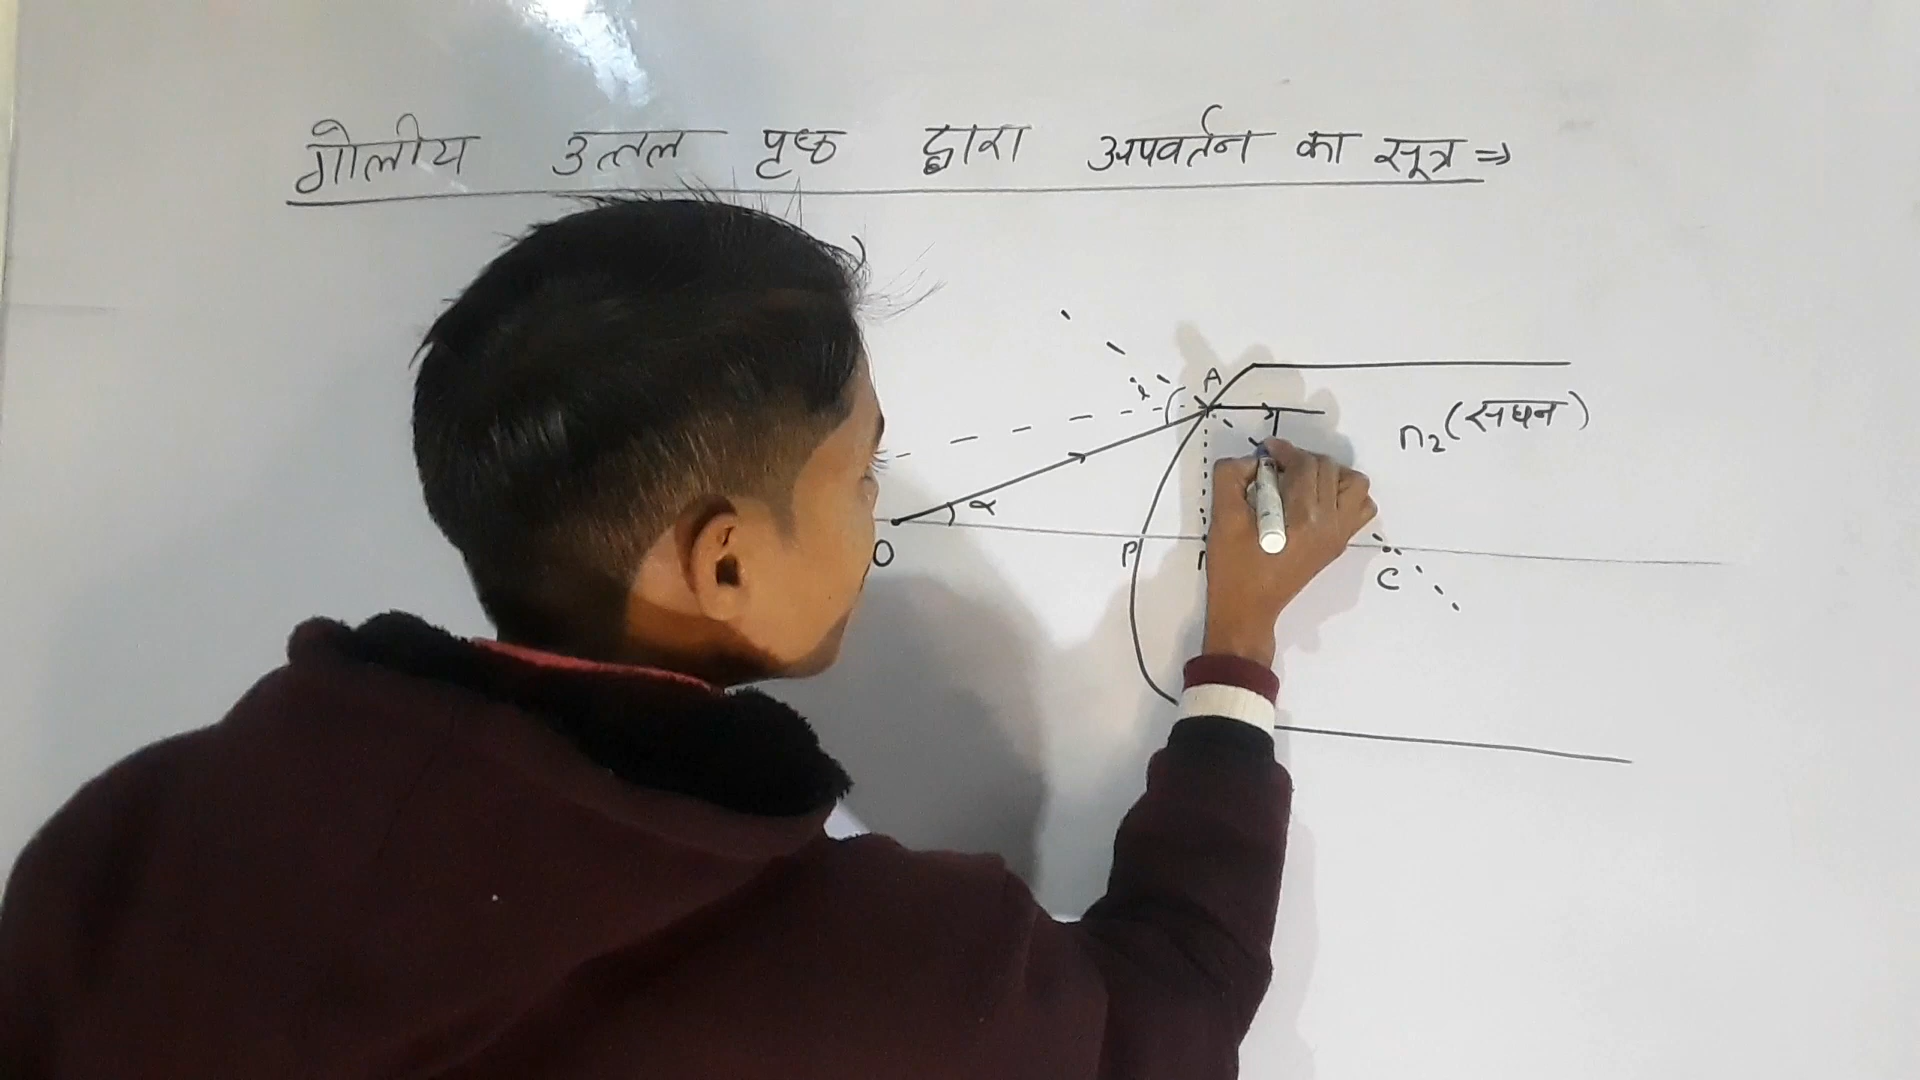 गोलीय उत्तल पृष्ठ द्वारा अपवर्तन का सूत्र ⇒
A
i
n₂ (सघन)
α
O P C